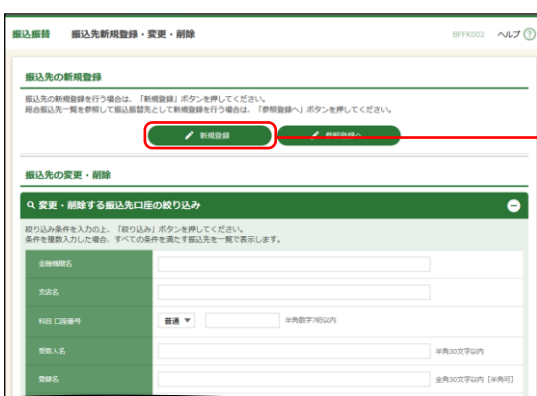 振込振替 振込先新規登録・変更・削除 BFFK002 ヘルプ ?
振込先の新規登録
振込先の新規登録を行う場合は、「新規登録」ボタンを押してください。
総合振込先一覧を参照して振込振替先として新規登録を行う場合は、「参照登録へ」ボタンを押してください。
新規登録 参照登録へ
振込先の変更・削除
変更・削除する振込先口座の絞り込み
絞り込み条件を入力の上、「絞り込み」ボタンを押してください。
条件を複数入力した場合、すべての条件を満たす振込先を一覧で表示します。
金融機関名
支店名
科目 口座番号 普通 ▼ 半角数字7桁以内
受取人名 半角30文字以内
登録名 全角30文字以内 [半角可]